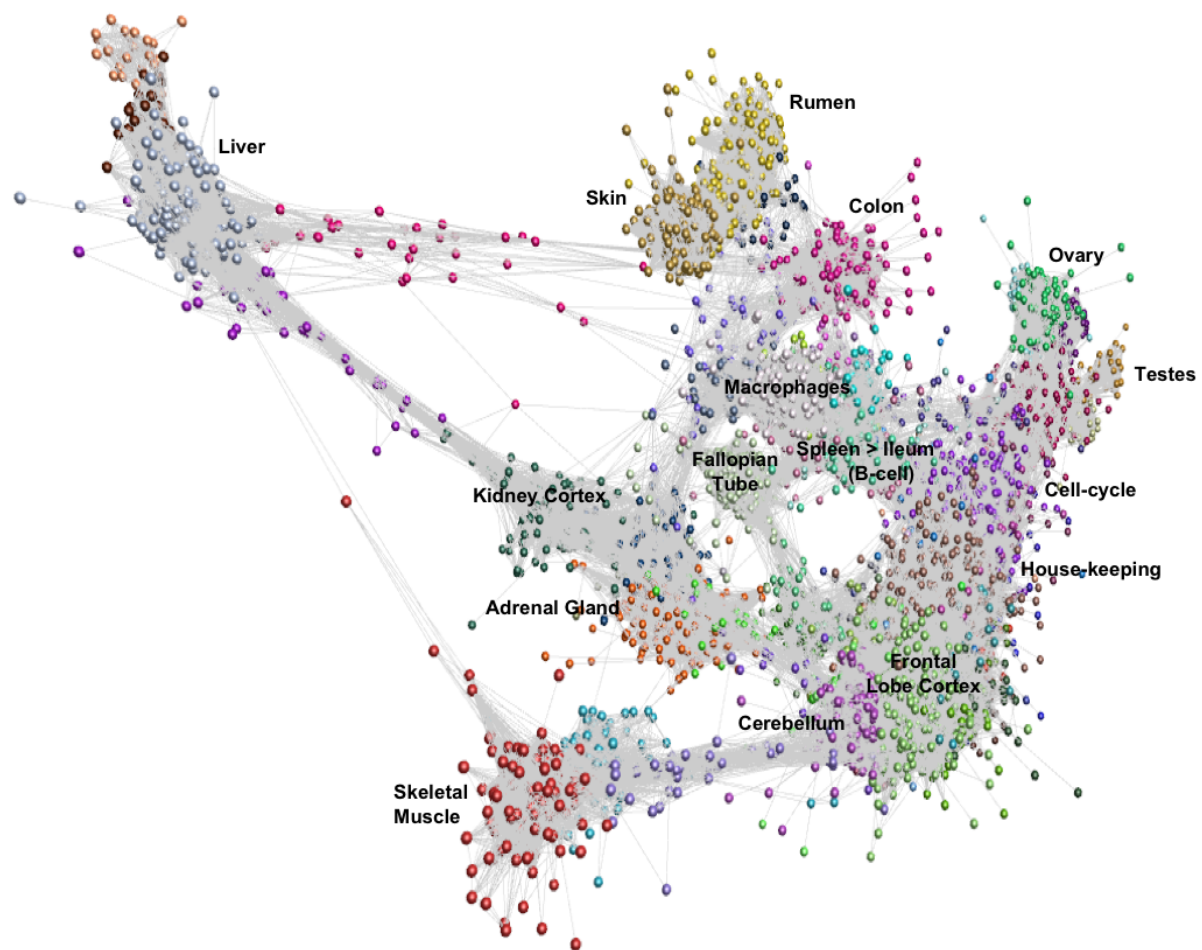 Rumen
Liver
Skin
Colon
Ovary
Testes
Macrophages
Spleen > Ileum
(B-cell)
Fallopian
Tube
Kidney Cortex
Cell-cycle
House-keeping
Adrenal Gland
Frontal
Lobe Cortex
Cerebellum
Skeletal
Muscle